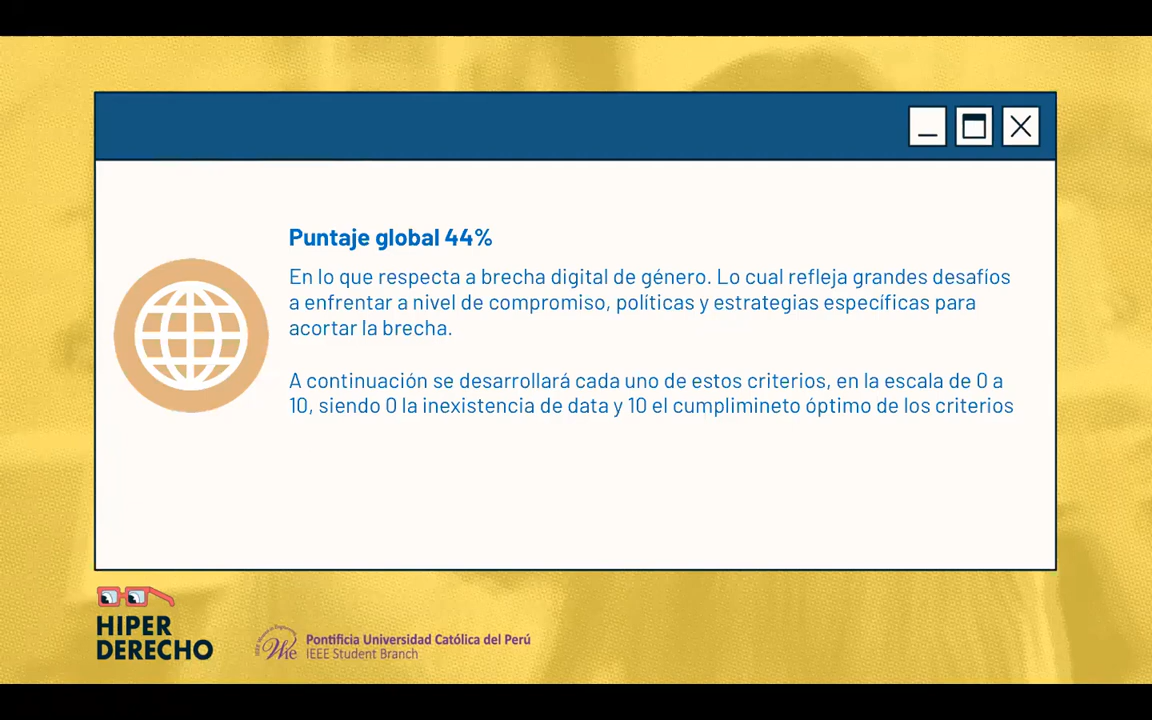 Puntaje global 44%
En lo que respecta a brecha digital de género. Lo cual refleja grandes desafíos
a enfrentar a nivel de compromiso, políticas y estrategias específicas para
acortar la brecha.
A continuación se desarrollará cada uno de estos criterios, en la escala de 0 a
10, siendo 0 la inexistencia de data y 10 el cumplimineto óptimo de los criterios
HIPER
DERECHO
Pontificia Universidad Católica del Perú
IEEE Student Branch